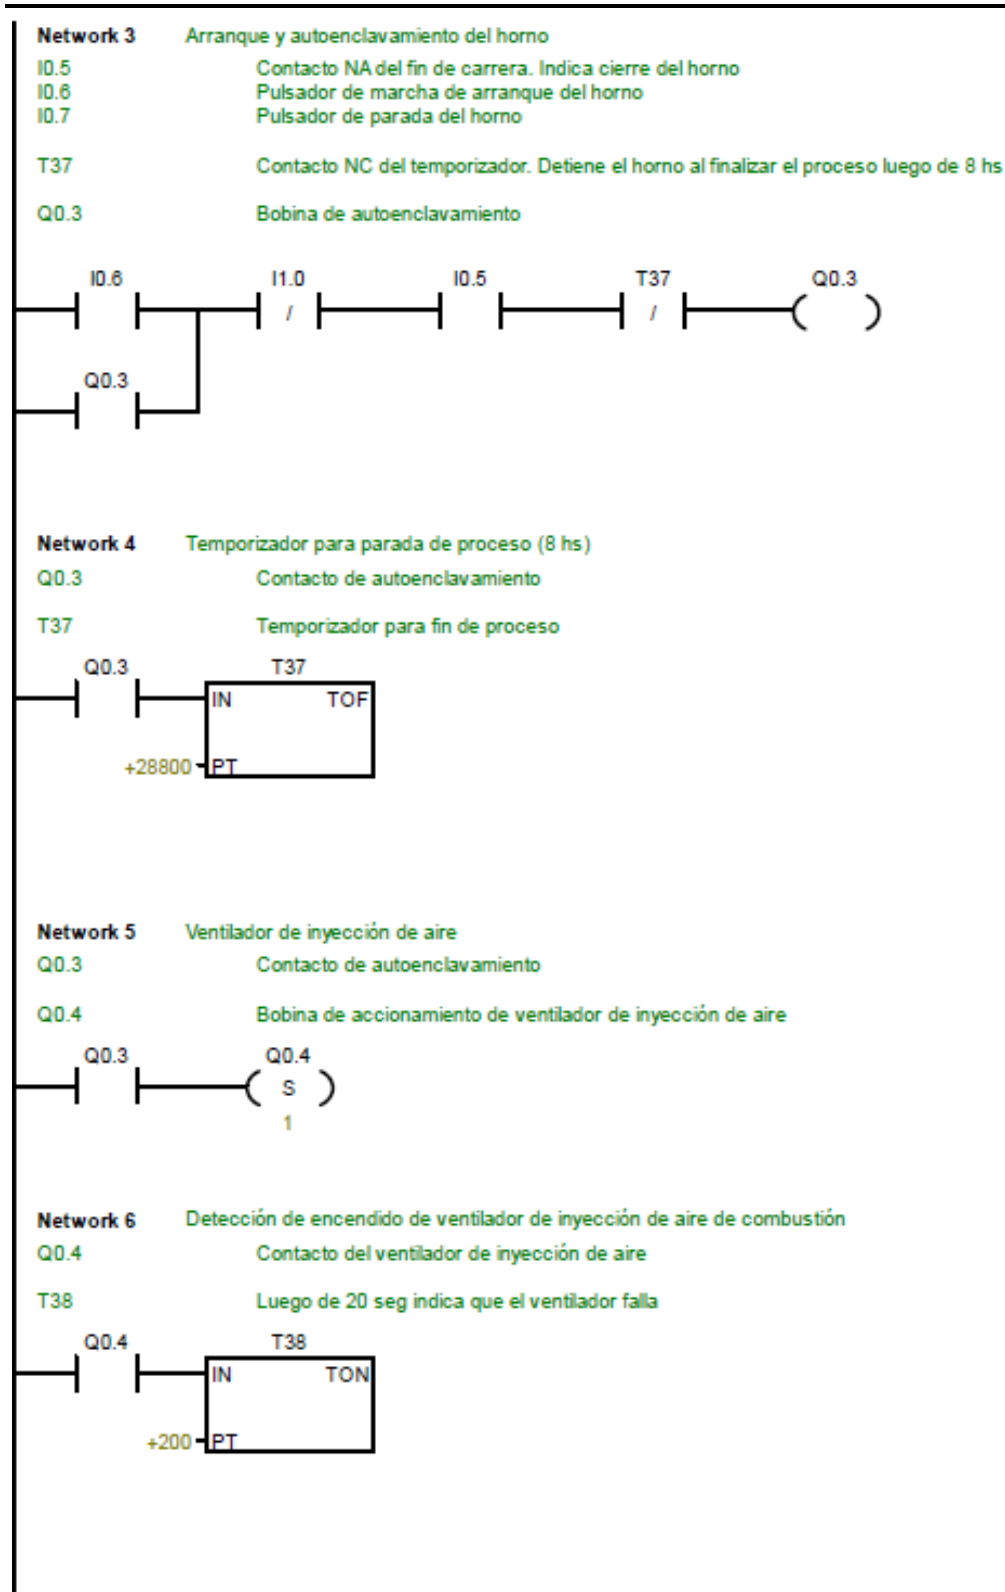 Network 3 Arranque y autoenclavamiento del horno
I0.5 Contacto NA del fin de carrera. Indica cierre del horno
I0.6 Pulsador de marcha de arranque del horno
I0.7 Pulsador de parada del horno
T37 Contacto NC del temporizador. Detiene el horno al finalizar el proceso luego de 8 hs
Q0.3 Bobina de autoenclavamiento
I0.6 I1.0 I0.5 T37 Q0.3
/ /
Q0.3
Network 4 Temporizador para parada de proceso (8 hs)
Q0.3 Contacto de autoenclavamiento
T37 Temporizador para fin de proceso
Q0.3 T37
IN TOF
+28800 PT
Network 5 Ventilador de inyección de aire
Q0.3 Contacto de autoenclavamiento
Q0.4 Bobina de accionamiento de ventilador de inyección de aire
Q0.3 Q0.4
S
1
Network 6 Detección de encendido de ventilador de inyección de aire de combustión
Q0.4 Contacto del ventilador de inyección de aire
T38 Luego de 20 seg indica que el ventilador falla
Q0.4 T38
IN TON
+200 PT